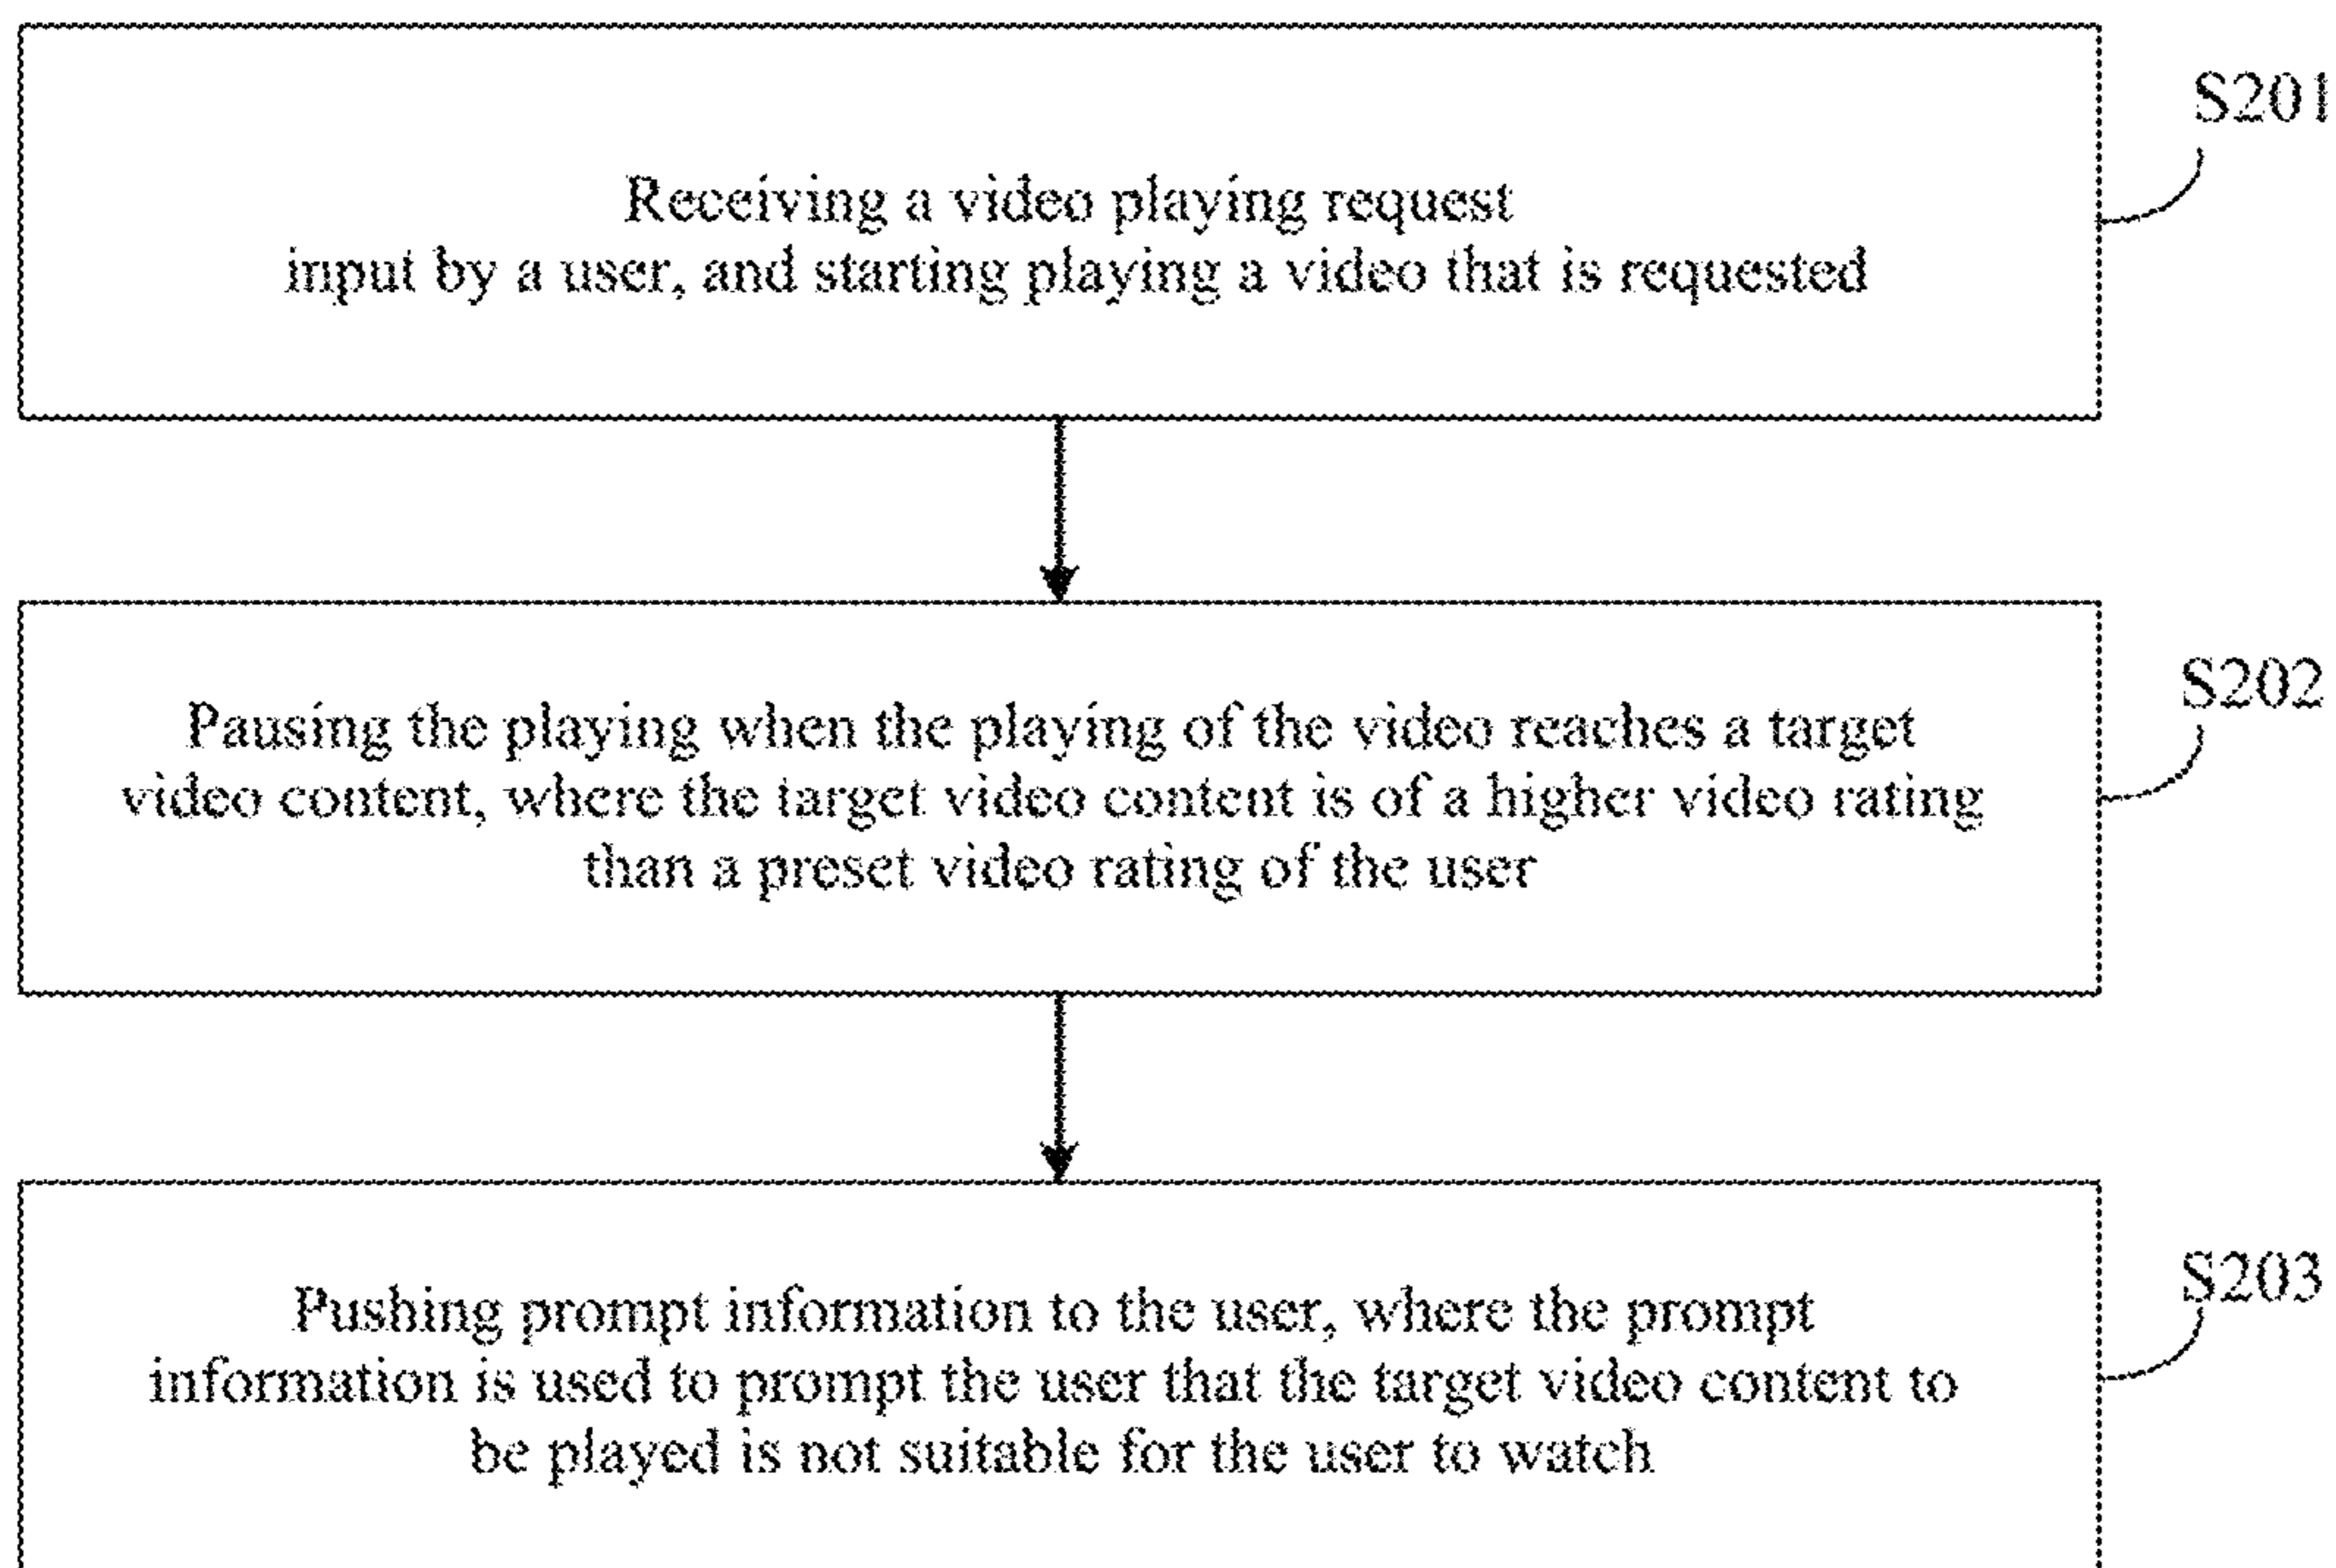 S201
Receiving a video playing request
input by a user, and starting playing a video that is requested
S202
Pausing the playing when the playing of the video reaches a target
video content, where the target video content is of a higher video rating
than a preset video rating of the user
S203
Pushing prompt information to the user, where the prompt
information is used to prompt the user that the target video content to
be played is not suitable for the user to watch